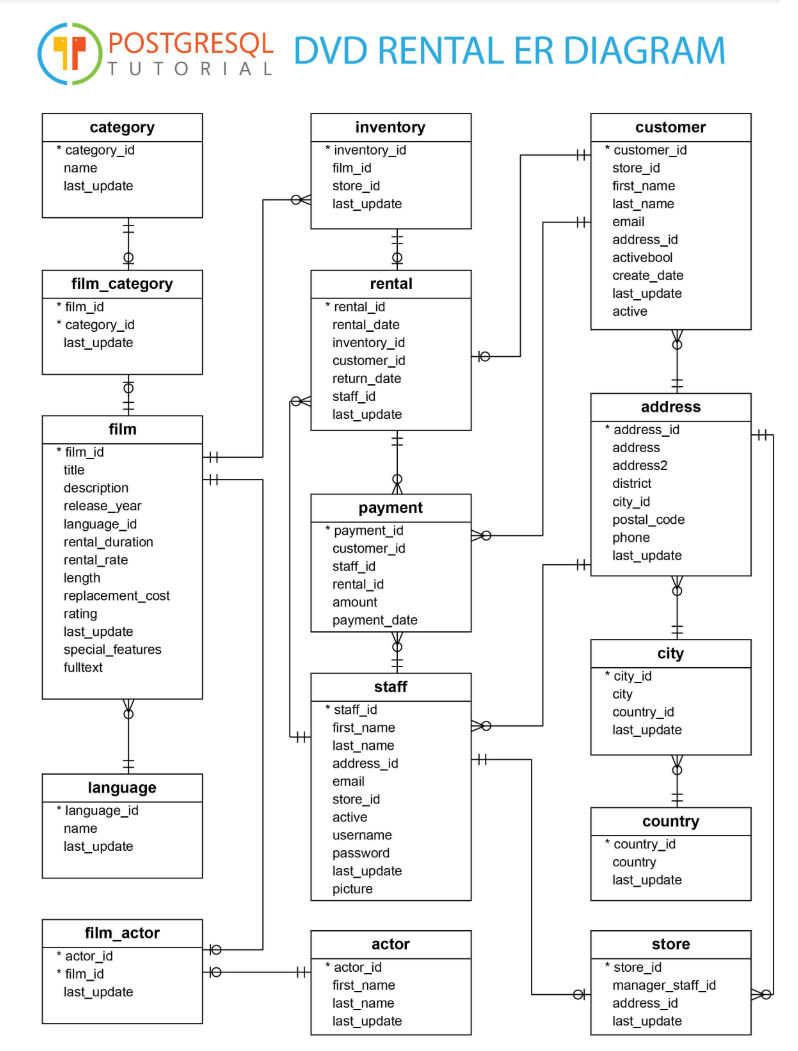 POSTGRESQL
TUTORIAL
DVD RENTAL ER DIAGRAM
category
* category_id
name
last_update
film_category
* film_id
* category_id
last_update
film
* film_id
title
description
release_year
language_id
rental_duration
rental_rate
length
replacement_cost
rating
last_update
special_features
fulltext
language
* language_id
name
last_update
film_actor
* actor_id
* film_id
last_update
inventory
* inventory_id
film_id
store_id
last_update
rental
* rental_id
rental_date
inventory_id
customer_id
return_date
staff_id
last_update
payment
* payment_id
customer_id
staff_id
rental_id
amount
payment_date
staff
* staff_id
first_name
last_name
address_id
email
store_id
active
username
password
last_update
picture
actor
* actor_id
first_name
last_name
last_update
customer
* customer_id
store_id
first_name
last_name
email
address_id
activebool
create_date
last_update
active
address
* address_id
address
address2
district
city_id
postal_code
phone
last_update
city
* city_id
city
country_id
last_update
country
* country_id
country
last_update
store
* store_id
manager_staff_id
address_id
last_update